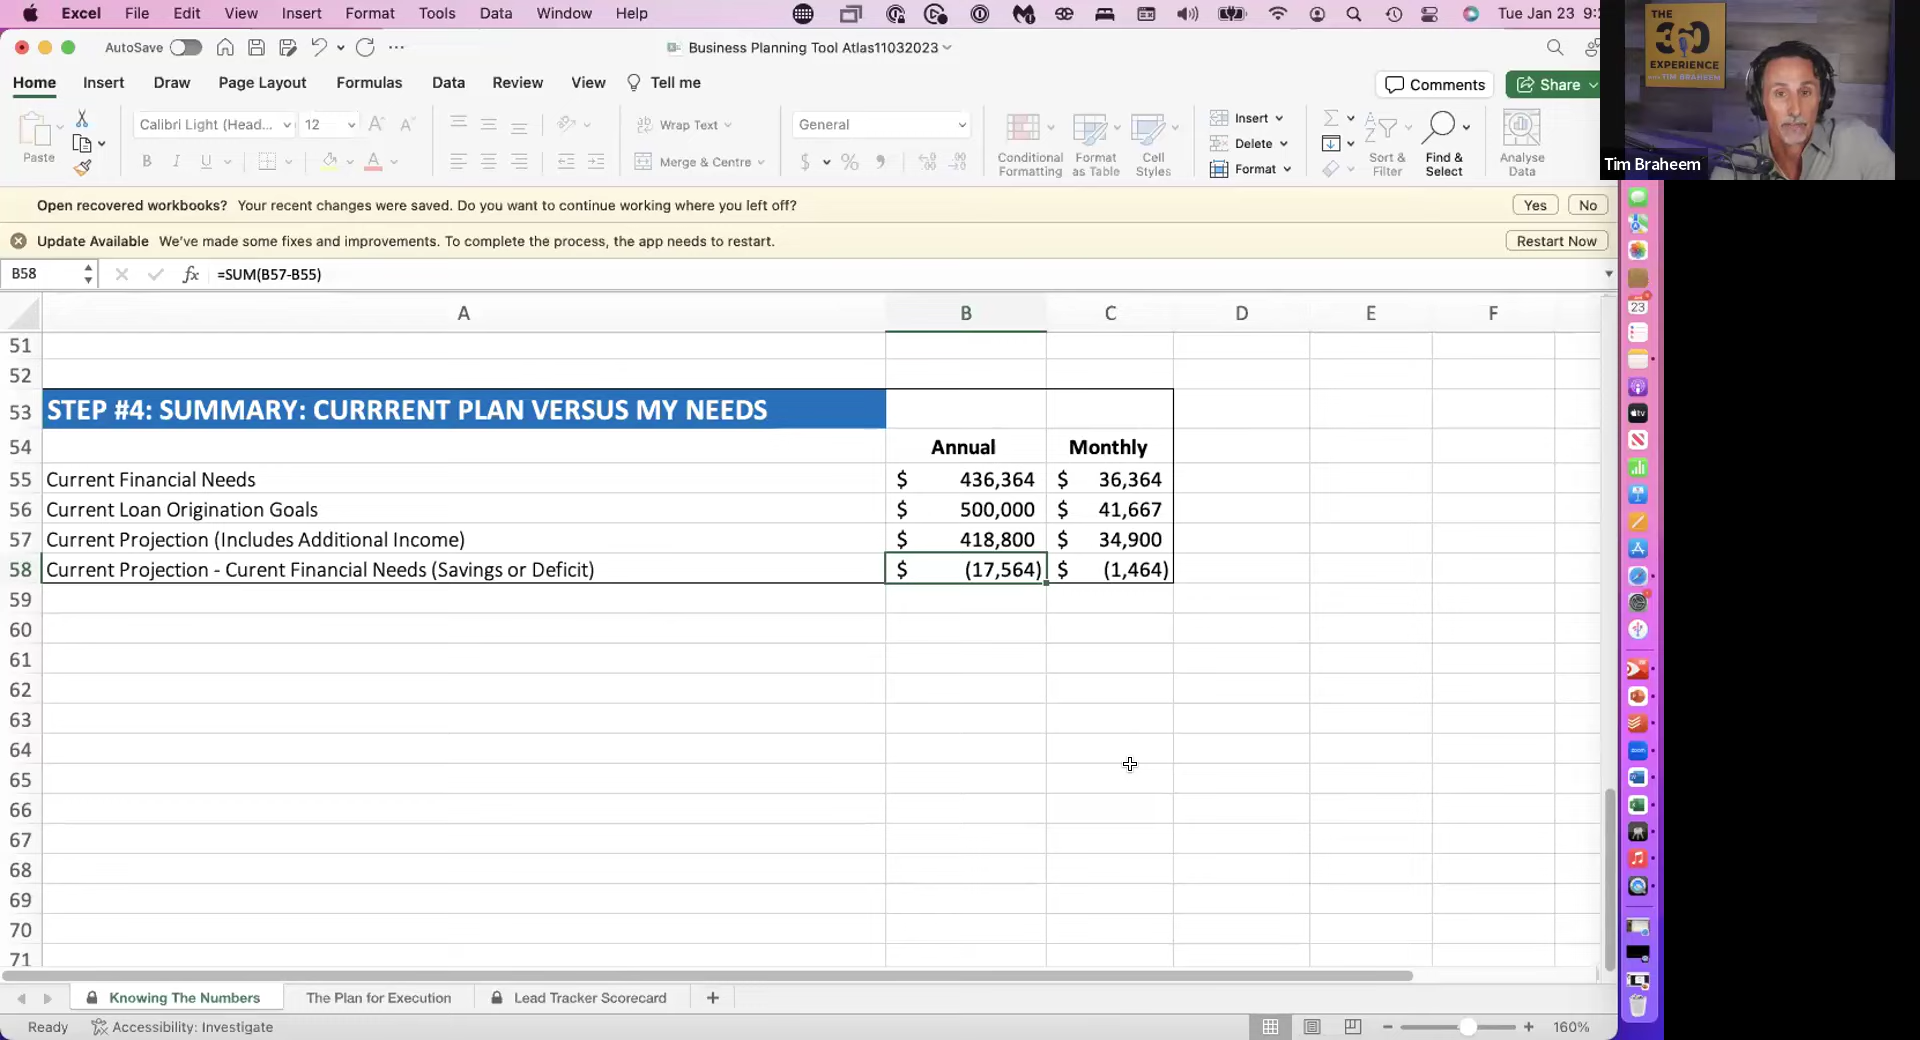 Excel File Edit View Insert Format Tools Data Window Help
Tue Jan 23 9:2
AutoSave
Business Planning Tool Atlas11032023
THE
360
EXPERIENCE
WITH TIM BRAHEEM
Tim Braheem
Home Insert Draw Page Layout Formulas Data Review View Tell me
Comments Share
Paste
Calibri Light (Head... 12
B I U
Wrap Text
Merge & Centre
General
$ % 9
Conditional Formatting
Format as Table
Cell Styles
Insert
Delete
Format
Sort & Filter
Find & Select
Analyse Data
Open recovered workbooks? Your recent changes were saved. Do you want to continue working where you left off? Yes No
Update Available We've made some fixes and improvements. To complete the process, the app needs to restart. Restart Now
B58 fx =SUM(B57-B55)
A B C D E F
51
52
53 STEP #4: SUMMARY: CURRRENT PLAN VERSUS MY NEEDS
54 Annual Monthly
55 Current Financial Needs $ 436,364 $ 36,364
56 Current Loan Origination Goals $ 500,000 $ 41,667
57 Current Projection (Includes Additional Income) $ 418,800 $ 34,900
58 Current Projection - Curent Financial Needs (Savings or Deficit) $ (17,564) $ (1,464)
59
60
61
62
63
64
65
66
67
68
69
70
71
Knowing The Numbers The Plan for Execution Lead Tracker Scorecard +
Ready Accessibility: Investigate 160%
23
tv
zoom